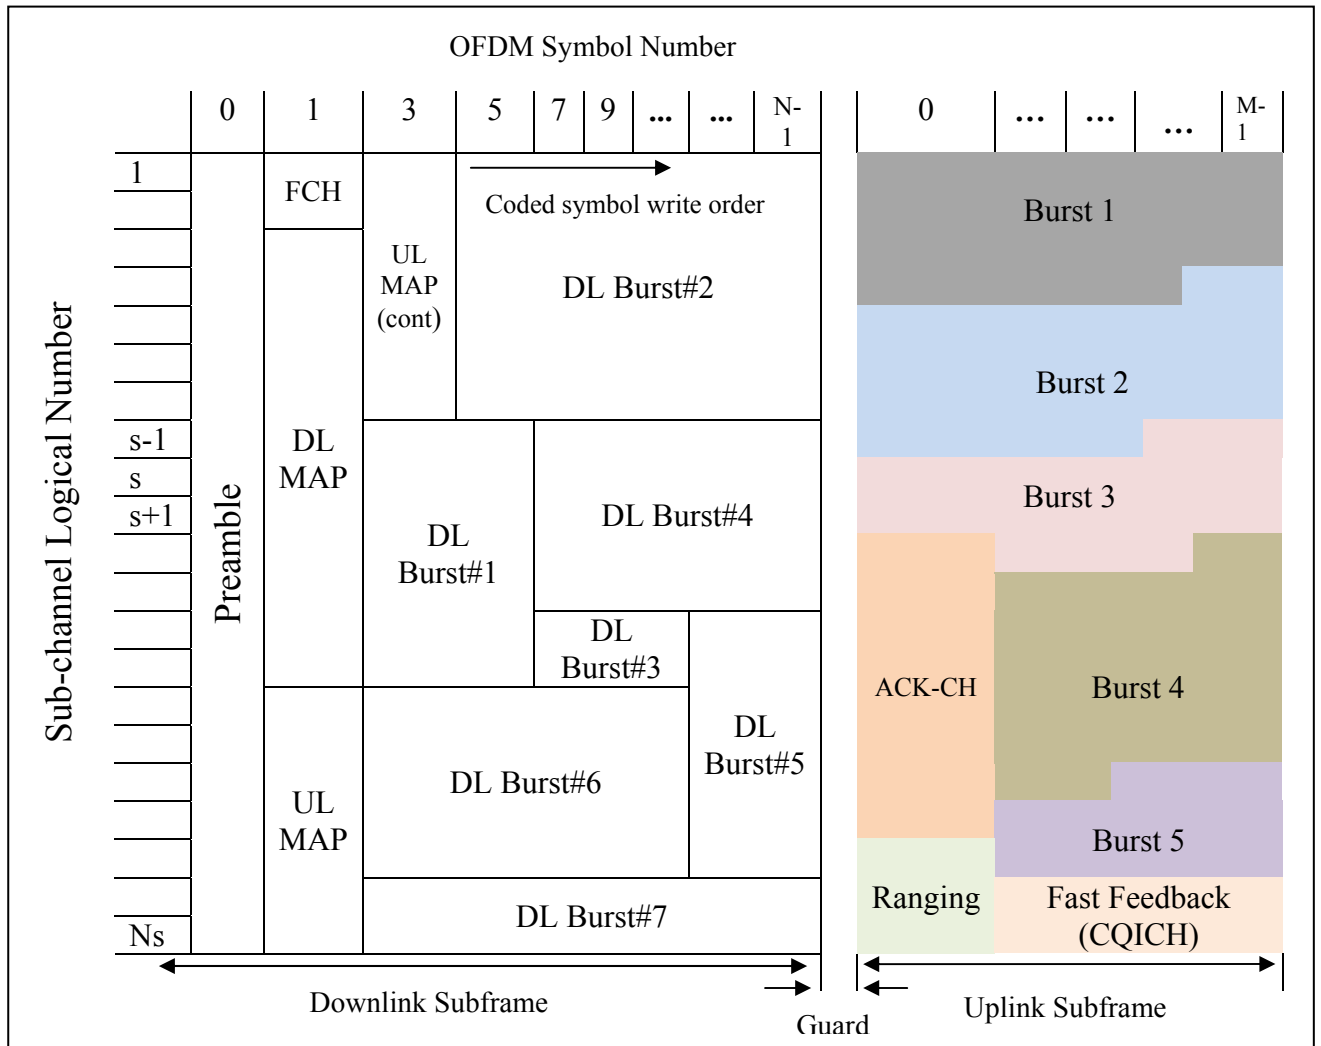 OFDM Symbol Number
0 1 3 5 7 9 ... ... N-
1
0 ... ... ... M-
1
Sub-channel Logical Number
1
s-1
s
s+1
Ns
Preamble
FCH
DL
MAP
UL
MAP
UL
MAP
(cont)
Coded symbol write order
DL Burst#2
DL
Burst#1
DL Burst#4
DL
Burst#3
DL
Burst#5
DL Burst#6
DL Burst#7
Burst 1
Burst 2
Burst 3
ACK-CH
Burst 4
Burst 5
Ranging
Fast Feedback
(CQICH)
Downlink Subframe
Guard
Uplink Subframe